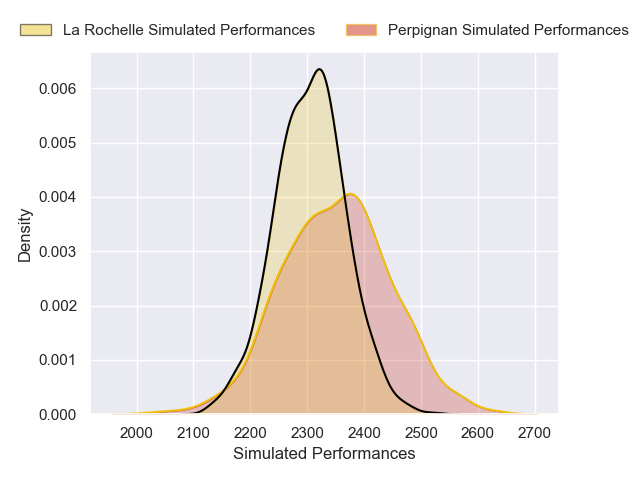 La Rochelle Simulated Performances
Perpignan Simulated Performances
0.006
0.005
0.004
0.003
0.002
0.001
0.000
Density
2000 2100 2200 2300 2400 2500 2600 2700
Simulated Performances